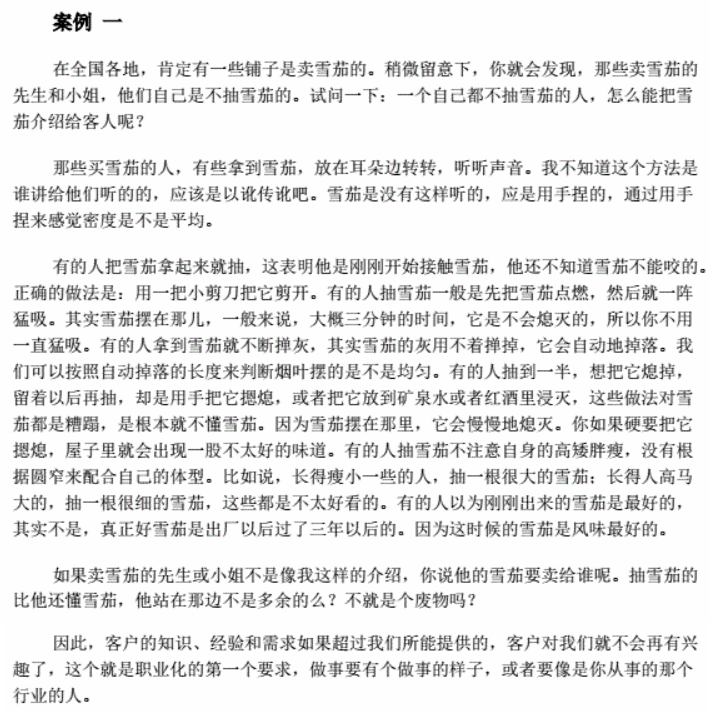 案例 一
在全国各地，肯定有一些铺子是卖雪茄的。稍微留意下，你就会发现，那些卖雪茄的
先生和小姐，他们自己是不抽雪茄的。试问一下：一个自己都不抽雪茄的人，怎么能把雪
茄介绍给客人呢？
那些买雪茄的人，有些拿到雪茄，放在耳朵边转转，听听声音。我不知道这个方法是
谁讲给他们听的的，应该是以讹传讹吧。雪茄是没有这样听的，应是用手捏的，通过用手
捏来感觉密度是不是平均。
有的人把雪茄拿起来就抽，这表明他是刚刚开始接触雪茄，他还不知道雪茄不能咬的。
正确的做法是：用一把小剪刀把它剪开。有的人抽雪茄一般是先把雪茄点燃，然后就一阵
猛吸。其实雪茄摆在那儿，一般来说，大概三分钟的时间，它是不会熄灭的，所以你不用
一直猛吸。有的人拿到雪茄就不断掸灰，其实雪茄的灰用不着掸掉，它会自动地掉落。我
们可以按照自动掉落的长度来判断烟叶摆的是不是均匀。有的人抽到一半，想把它熄掉，
留着以后再抽，却是用手把它摁熄，或者把它放到矿泉水或者红酒里浸灭，这些做法对雪
茄都是糟蹋，是根本就不懂雪茄。因为雪茄摆在那里，它会慢慢地熄灭。你如果硬要把它
摁熄，屋子里就会出现一股不太好的味道。有的人抽雪茄不注意自身的高矮胖瘦，没有根
据圆窄来配合自己的体型。比如说，长得瘦小一些的人，抽一根很大的雪茄；长得人高马
大的，抽一根很细的雪茄，这些都是不太好看的。有的人以为刚刚出来的雪茄是最好的，
其实不是，真正好雪茄是出厂以后过了三年以后的。因为这时候的雪茄是风味最好的。
如果卖雪茄的先生或小姐不是像我这样的介绍，你说他的雪茄要卖给谁呢。抽雪茄的
比他还懂雪茄，他站在那边不是多余的么？不就是个废物吗？
因此，客户的知识、经验和需求如果超过我们所能提供的，客户对我们就不会再有兴
趣了，这个就是职业化的第一个要求，做事要有个做事的样子，或者要像是你从事的那个
行业的人。